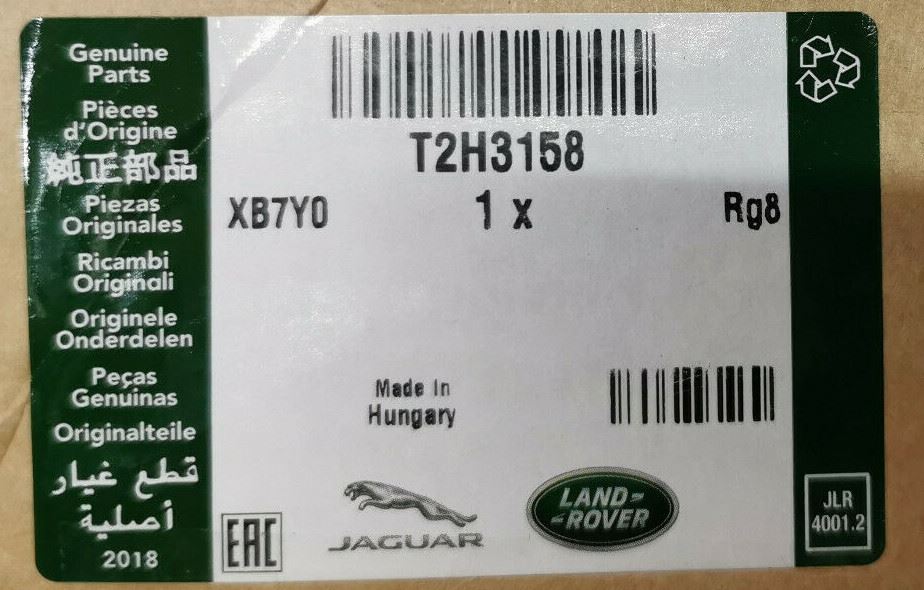 Genuine
Parts
Pièces
d'Origine
純正部品
Piezas
Originales
Ricambi
Originali
Originele
Onderdelen
Peças
Genuinas
Originalteile
قطع غيار
أصلية
2018
T2H3158
XB7Y0 1 x Rg8
Made In
Hungary
EAC
JAGUAR
LAND-
-ROVER
JLR
4001.2